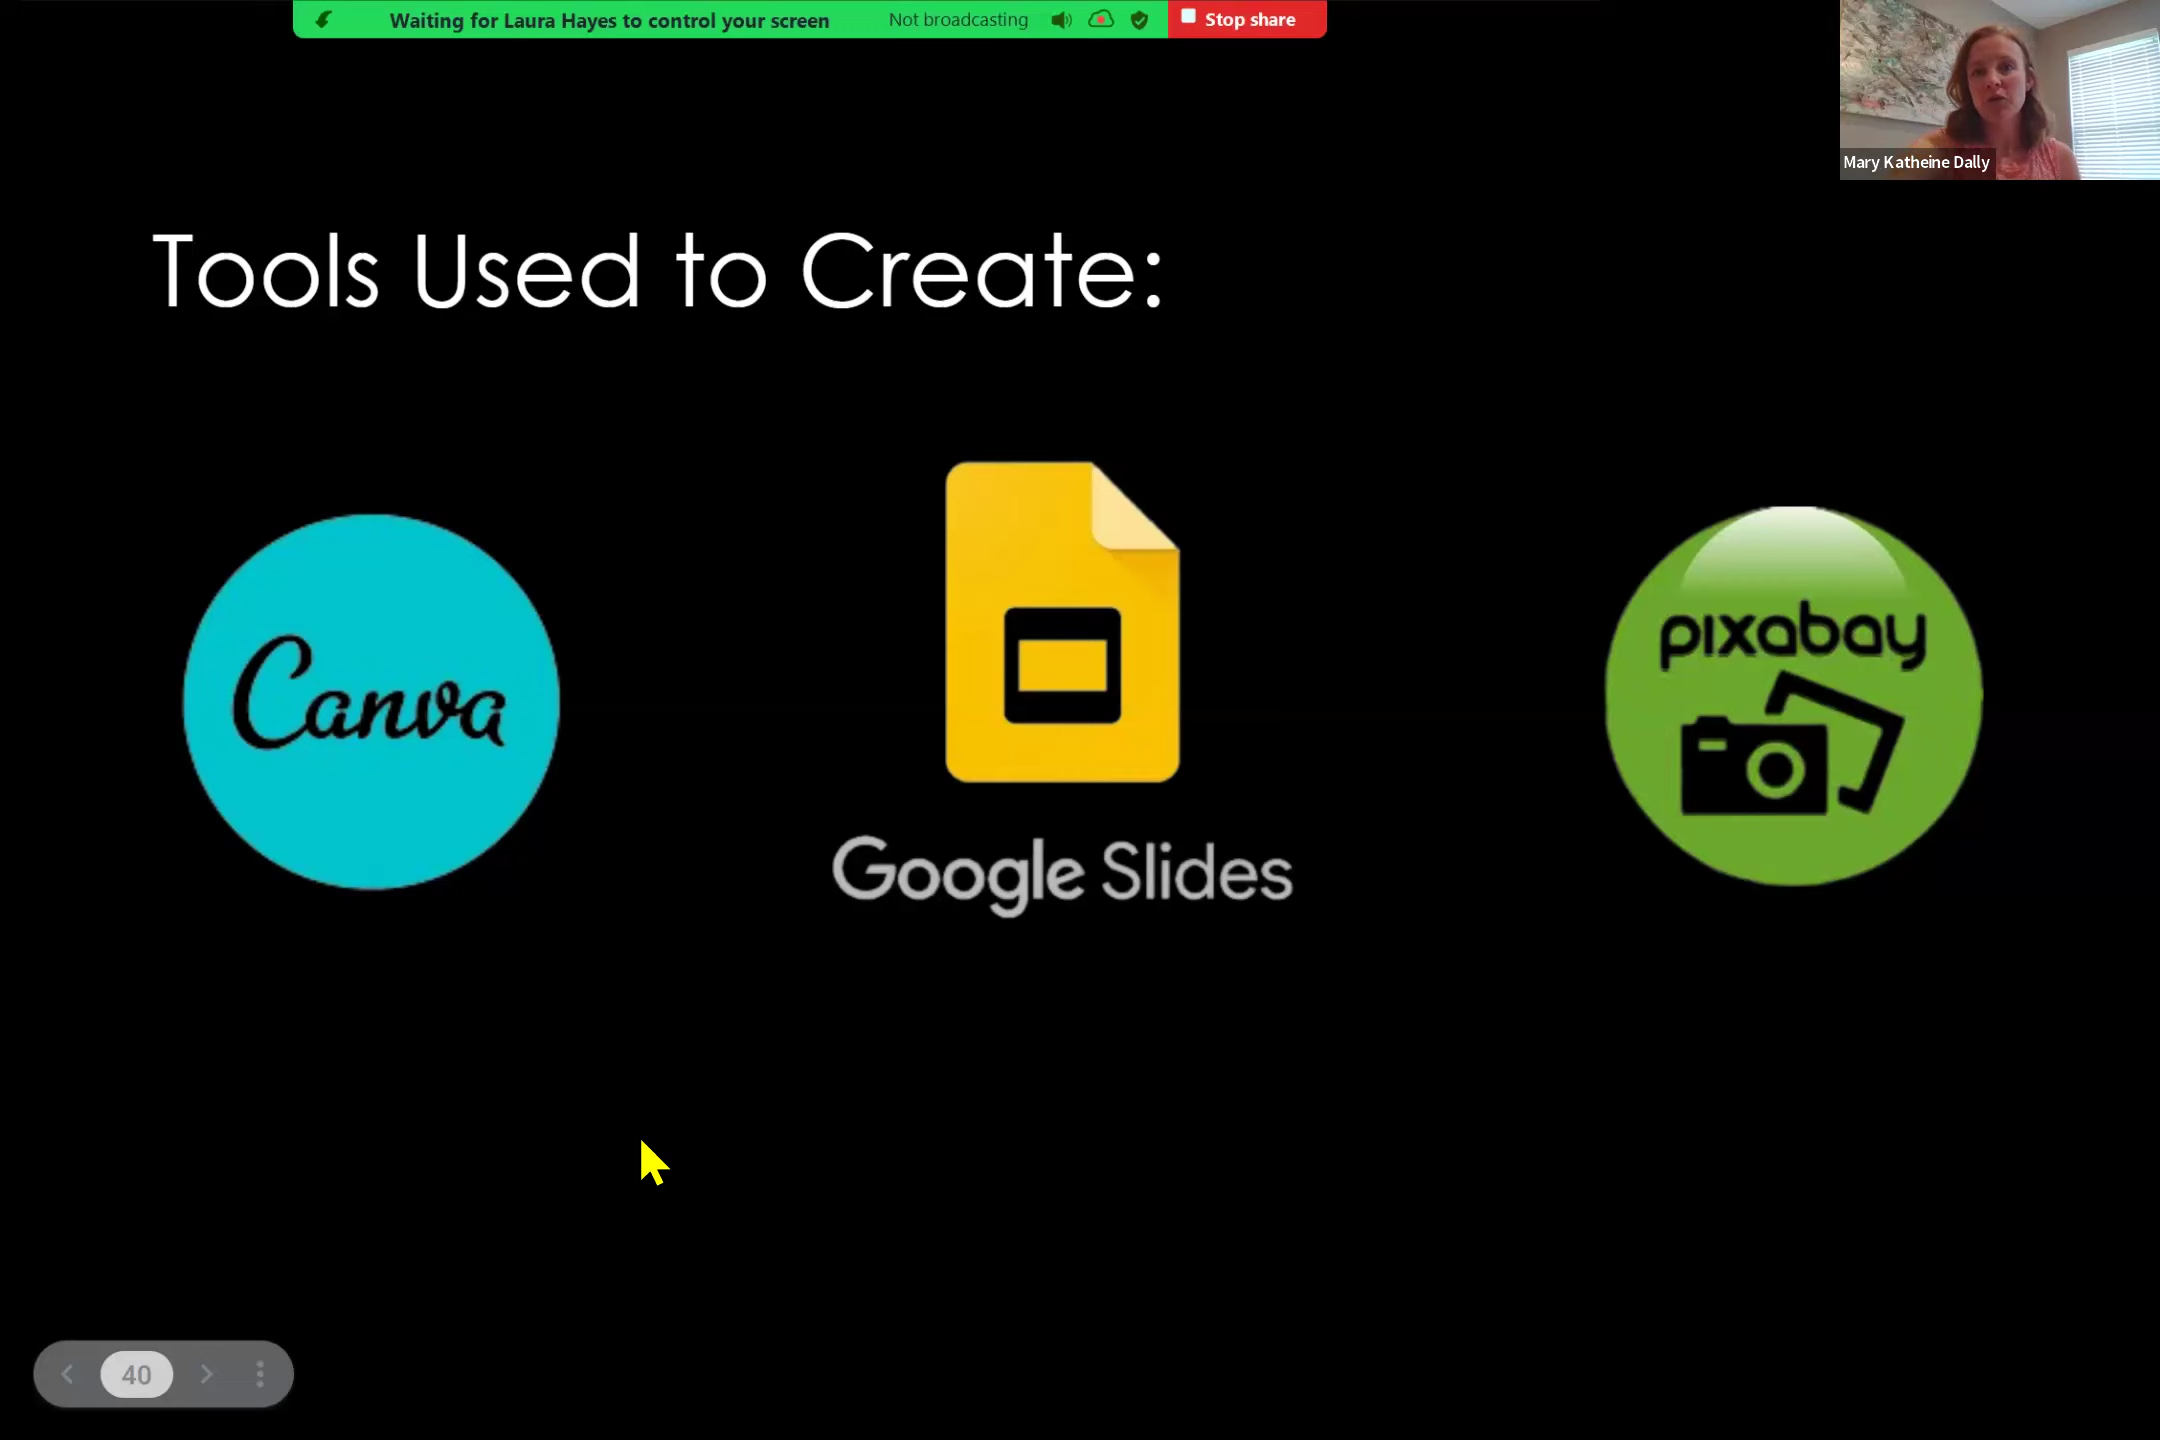 Waiting for Laura Hayes to control your screen
Not broadcasting
Stop share
Mary Katheine Dally
Tools Used to Create:
Canva
Google Slides
pixabay
40